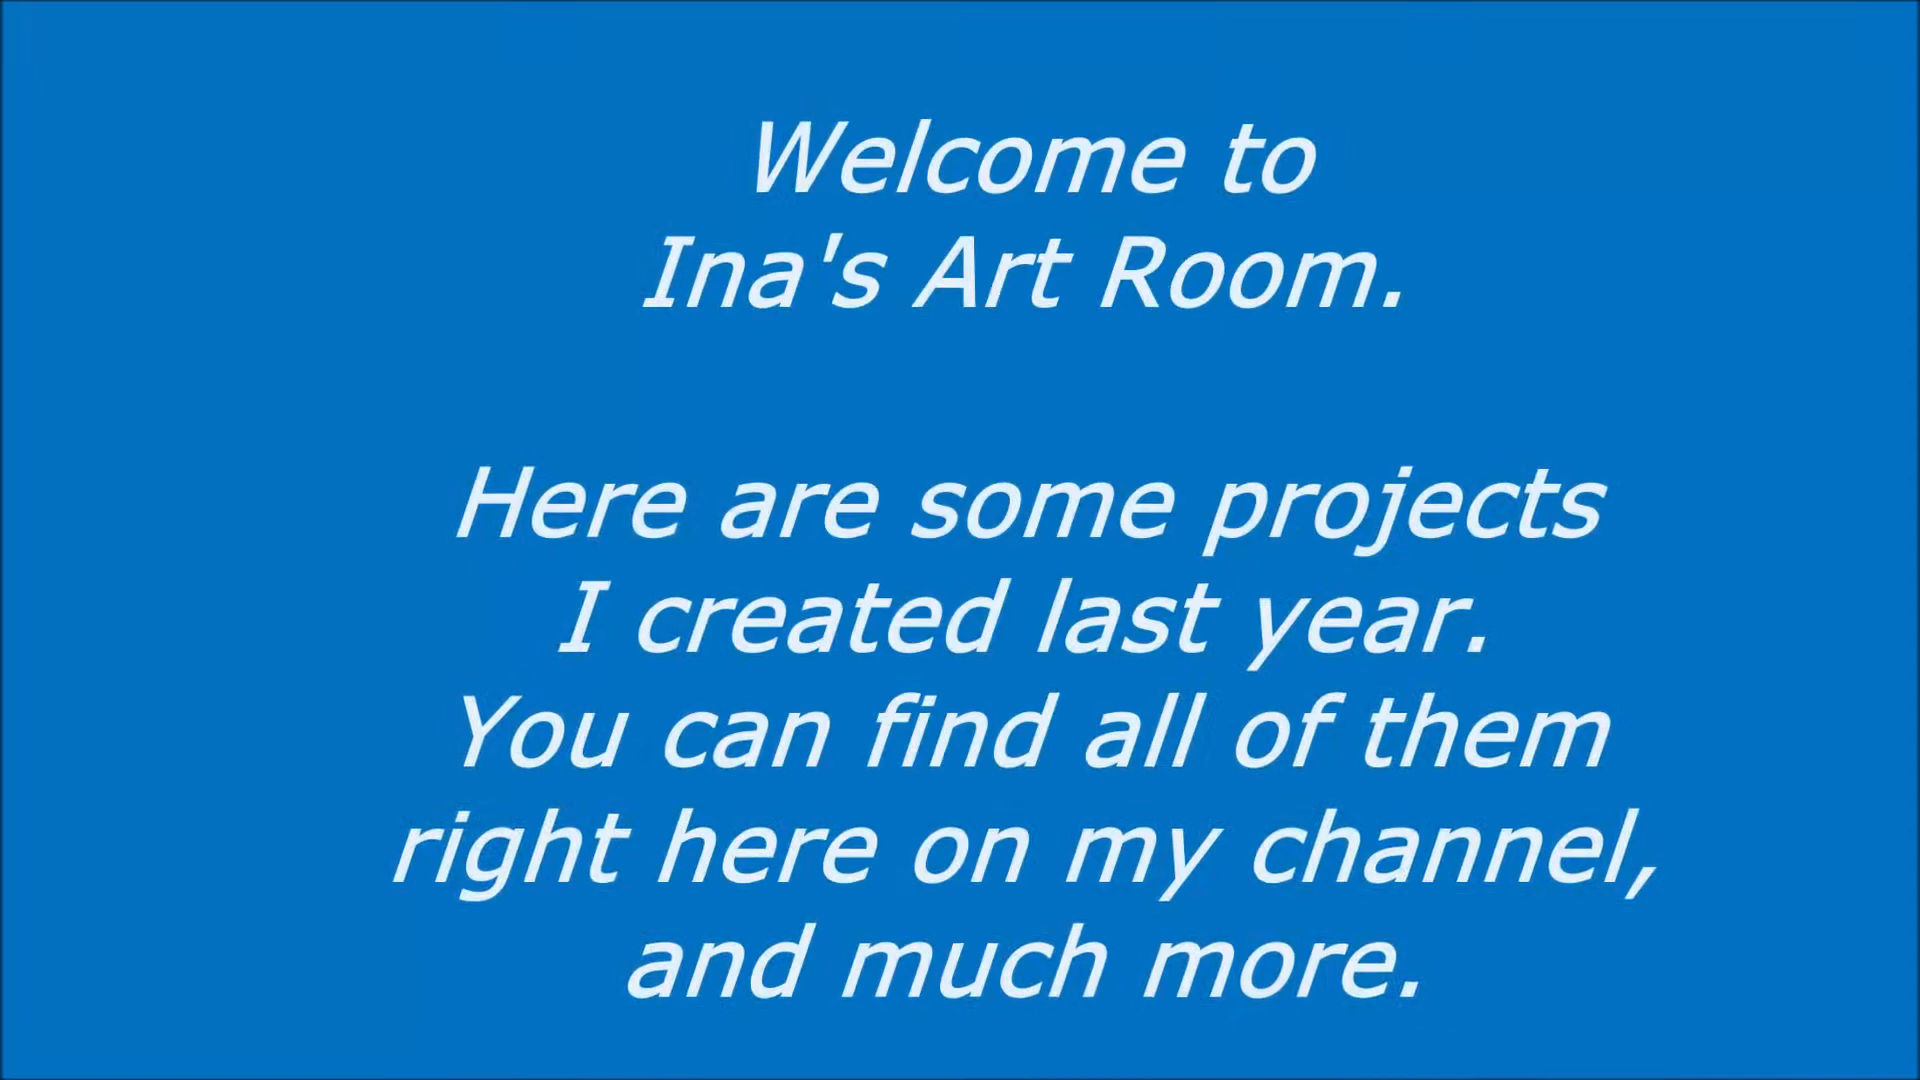 Welcome to
Ina's Art Room.
Here are some projects
I created last year.
You can find all of them
right here on my channel,
and much more.